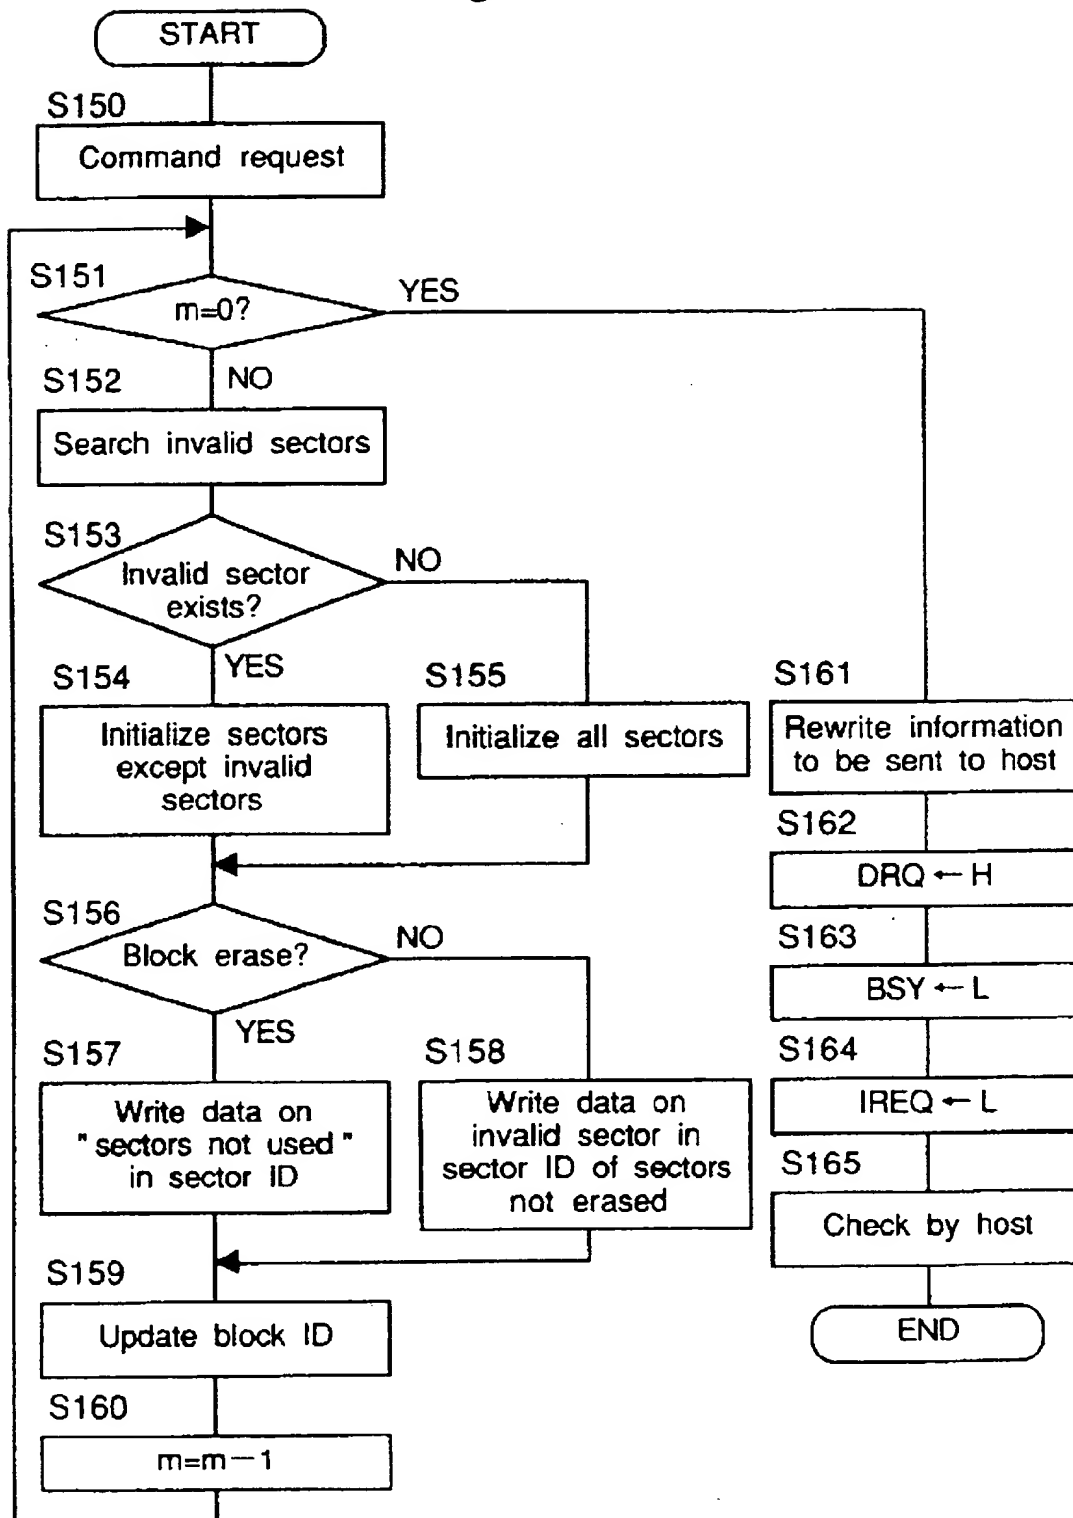 START
S150
Command request
S151
m=0?
YES
S152
NO
Search invalid sectors
S153
Invalid sector
exists?
NO
YES
S154
Initialize sectors
except invalid
sectors
S155
Initialize all sectors
S156
Block erase?
NO
YES
S157
Write data on
"sectors not used"
in sector ID
S158
Write data on
invalid sector in
sector ID of sectors
not erased
S159
Update block ID
S160
m=m−1
S161
Rewrite information
to be sent to host
S162
DRQ ← H
S163
BSY ← L
S164
IREQ ← L
S165
Check by host
END